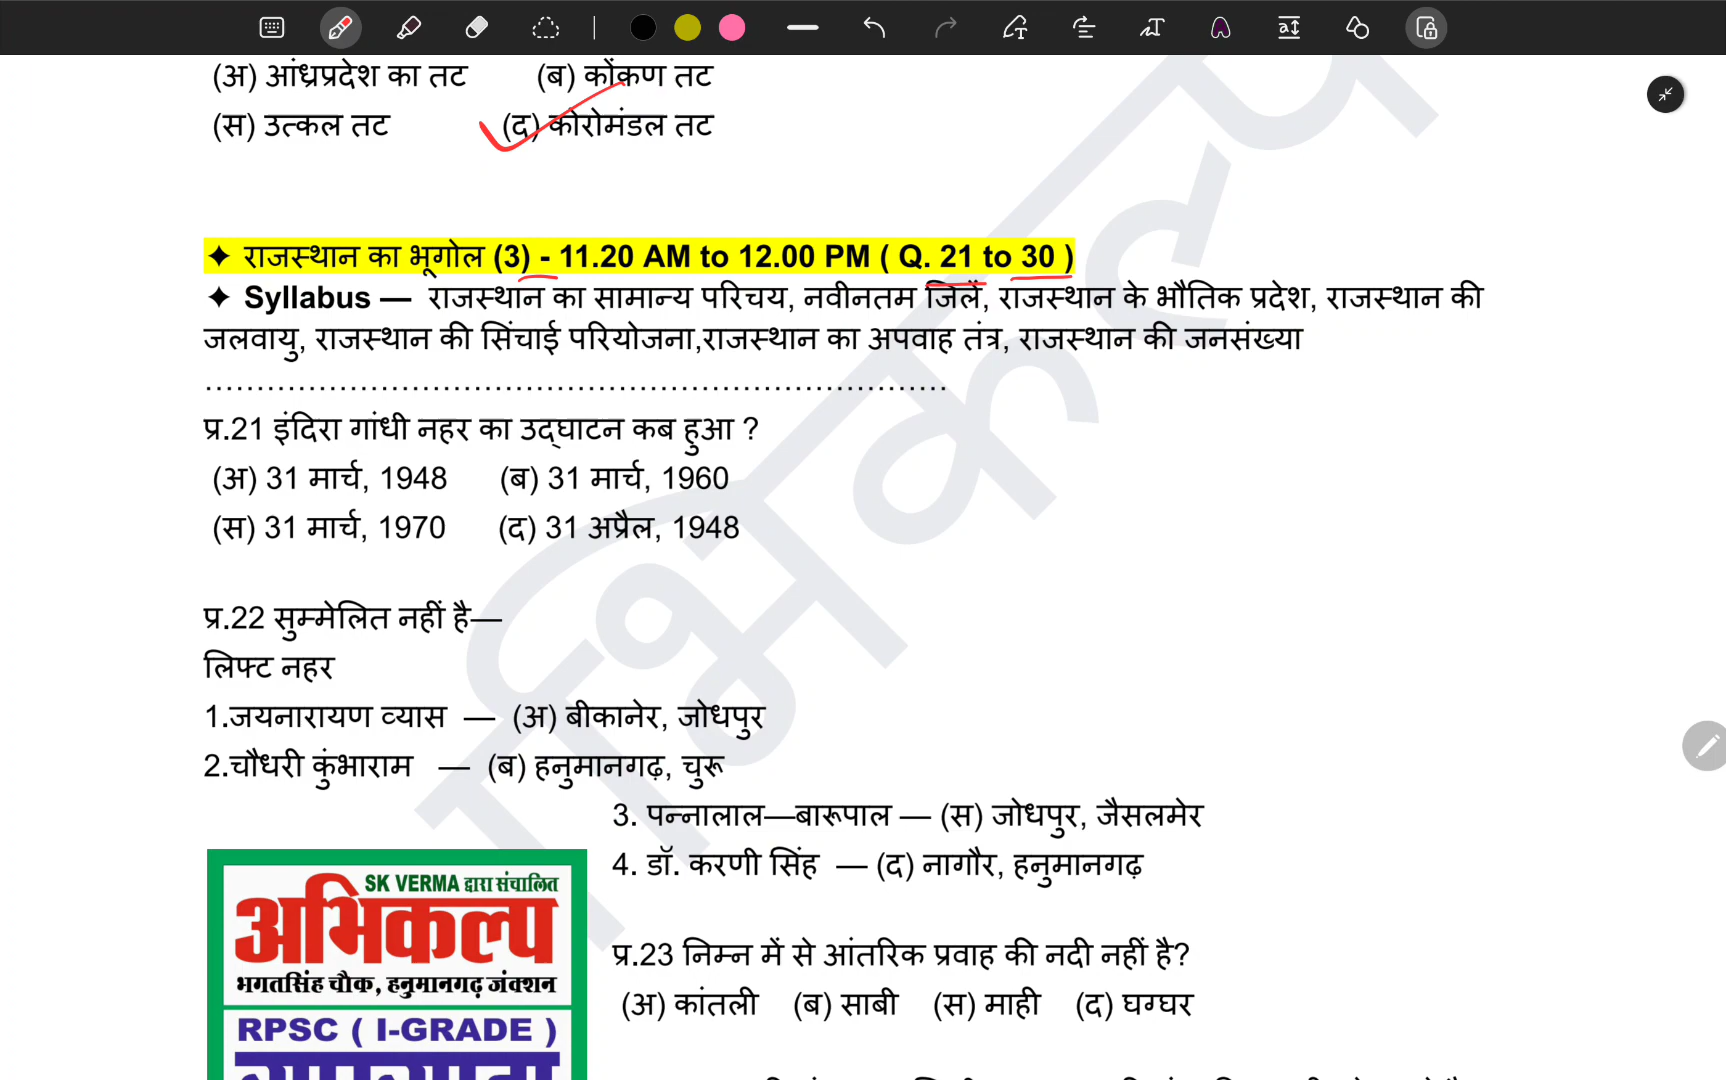 (अ) आंध्रप्रदेश का तट (ब) कोंकण तट
(स) उत्कल तट (द) कोरोमंडल तट
✦ राजस्थान का भूगोल (3) - 11.20 AM to 12.00 PM ( Q. 21 to 30 )
✦ Syllabus — राजस्थान का सामान्य परिचय, नवीनतम जिलें, राजस्थान के भौतिक प्रदेश, राजस्थान की
जलवायु, राजस्थान की सिंचाई परियोजना,राजस्थान का अपवाह तंत्र, राजस्थान की जनसंख्या
........................................................................
प्र.21 इंदिरा गांधी नहर का उद्घाटन कब हुआ ?
(अ) 31 मार्च, 1948 (ब) 31 मार्च, 1960
(स) 31 मार्च, 1970 (द) 31 अप्रैल, 1948
प्र.22 सुम्मेलित नहीं है—
लिफ्ट नहर
1.जयनारायण व्यास — (अ) बीकानेर, जोधपुर
2.चौधरी कुंभाराम — (ब) हनुमानगढ़, चुरू
3. पन्नालाल—बारूपाल — (स) जोधपुर, जैसलमेर
4. डॉ. करणी सिंह — (द) नागौर, हनुमानगढ़
प्र.23 निम्न में से आंतरिक प्रवाह की नदी नहीं है?
(अ) कांतली (ब) साबी (स) माही (द) घग्घर
SK VERMA द्वारा संचालित
अभिकल्प
भगतसिंह चौक, हनुमानगढ़ जंक्शन
RPSC ( I-GRADE )